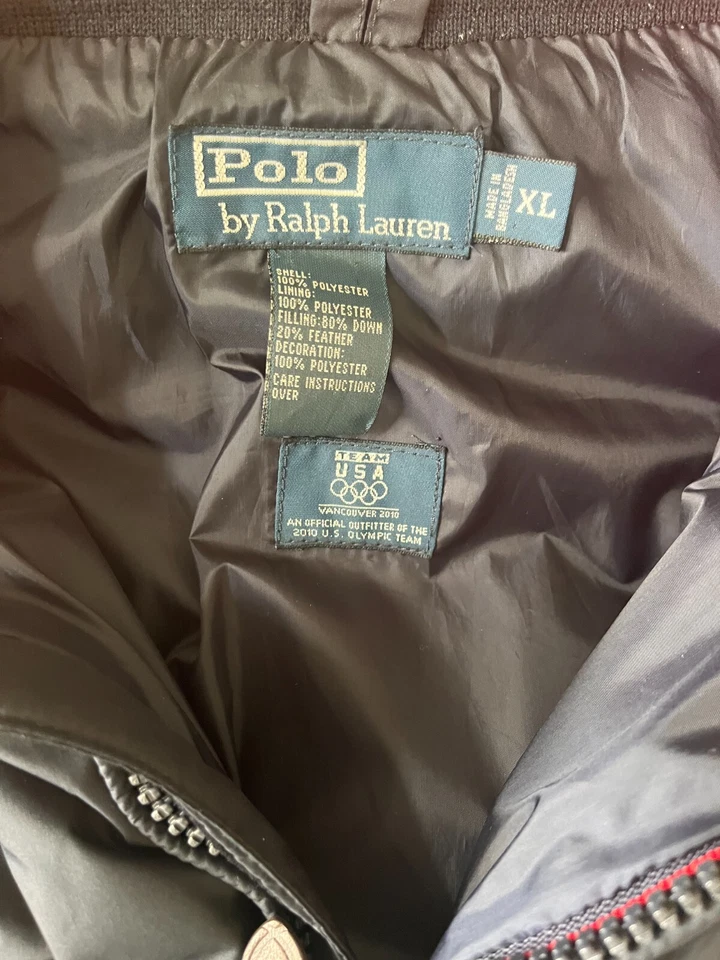 Polo
by Ralph Lauren
MADE IN
BANGLADESH
XL
SHELL:
100% POLYESTER
LINING:
100% POLYESTER
FILLING:80% DOWN
20% FEATHER
DECORATION:
100% POLYESTER
CARE INSTRUCTIONS
OVER
TEAM
USA
VANCOUVER 2010
AN OFFICIAL OUTFITTER OF THE
2010 U.S. OLYMPIC TEAM